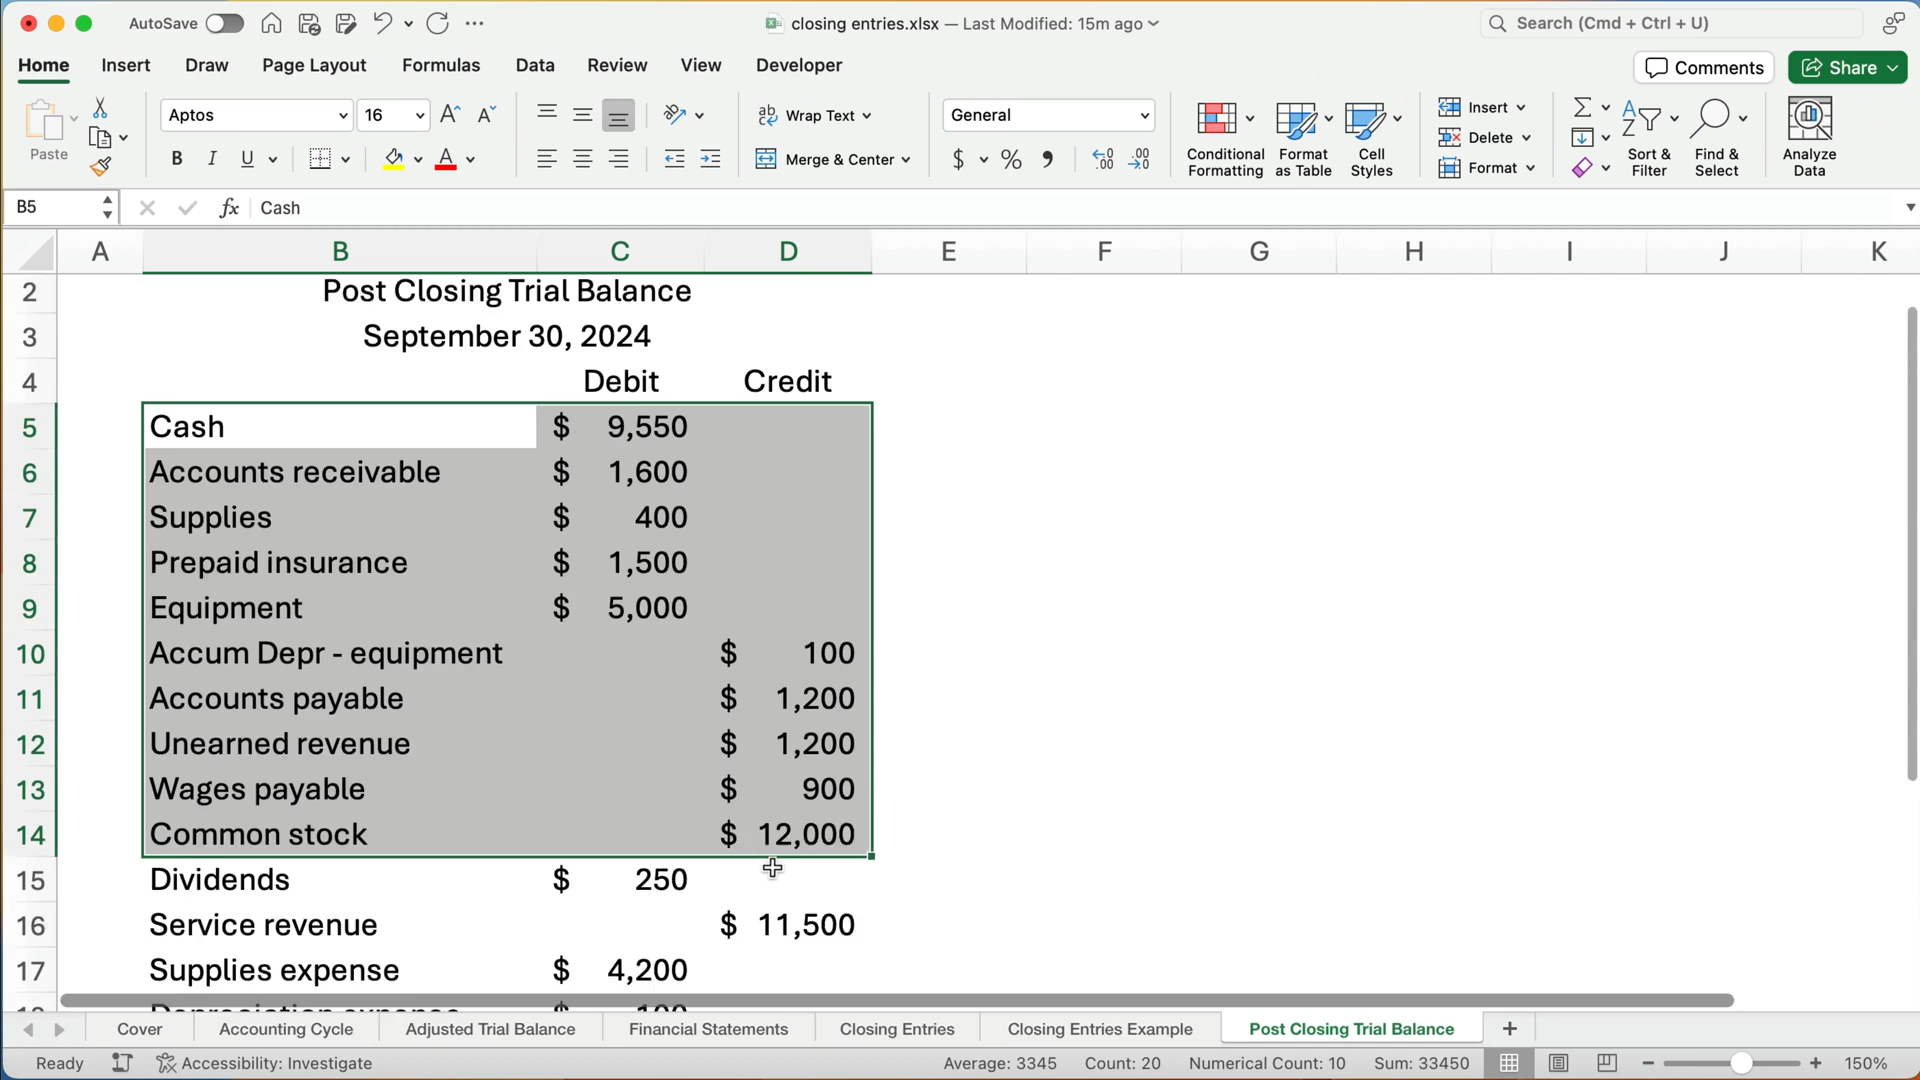 AutoSave
closing entries.xlsx — Last Modified: 15m ago
Search (Cmd + Ctrl + U)
Home Insert Draw Page Layout Formulas Data Review View Developer
Comments Share
Paste
Aptos 16
B I U
Wrap Text
Merge & Center
General
$ %
Conditional Formatting
Format as Table
Cell Styles
Insert
Delete
Format
Sort & Filter
Find & Select
Analyze Data
B5 fx Cash
A B C D E F G H I J K
2 Post Closing Trial Balance
3 September 30, 2024
4 Debit Credit
5 Cash $ 9,550
6 Accounts receivable $ 1,600
7 Supplies $ 400
8 Prepaid insurance $ 1,500
9 Equipment $ 5,000
10 Accum Depr - equipment $ 100
11 Accounts payable $ 1,200
12 Unearned revenue $ 1,200
13 Wages payable $ 900
14 Common stock $ 12,000
15 Dividends $ 250
16 Service revenue $ 11,500
17 Supplies expense $ 4,200
Cover Accounting Cycle Adjusted Trial Balance Financial Statements Closing Entries Closing Entries Example Post Closing Trial Balance
Ready Accessibility: Investigate Average: 3345 Count: 20 Numerical Count: 10 Sum: 33450 150%